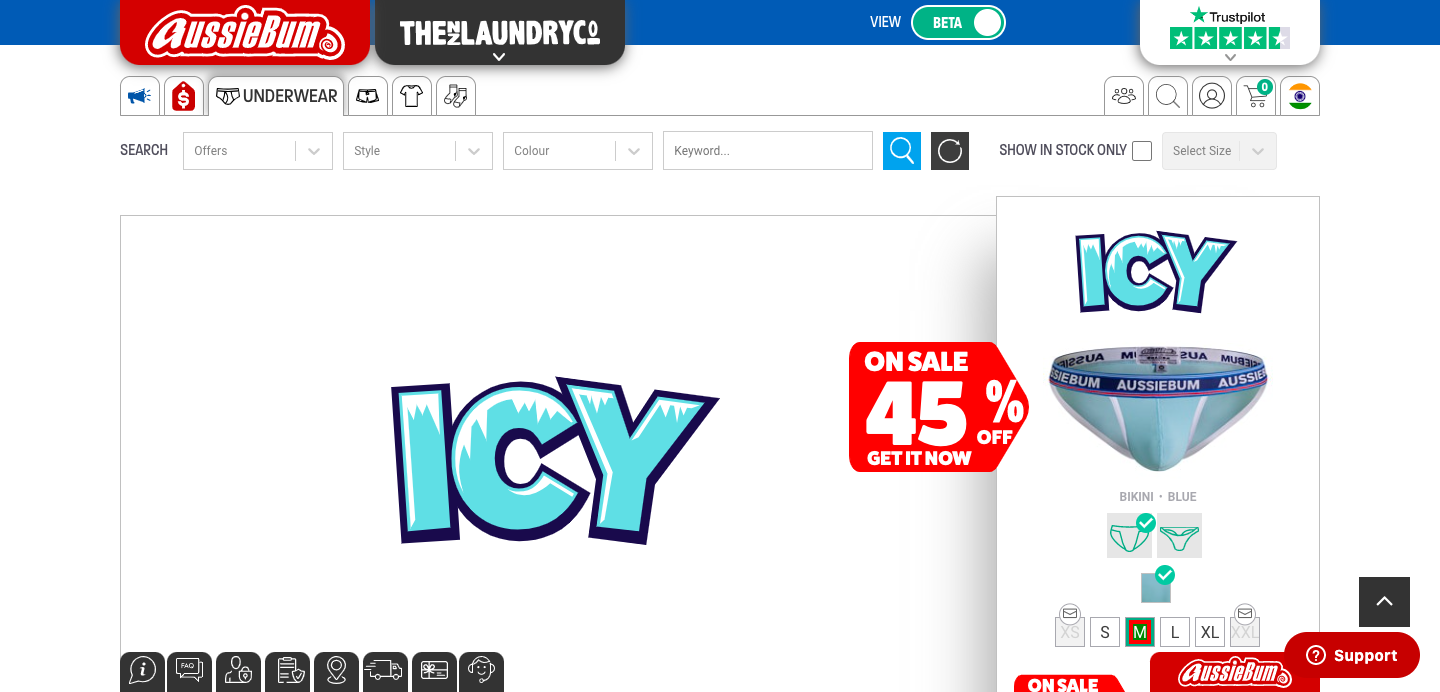 AussieBum
THE NZ LAUNDRY CO
VIEW
BETA
Trustpilot
UNDERWEAR
0
SEARCH
Offers
Style
Colour
Keyword...
SHOW IN STOCK ONLY
Select Size
ICY
ICY
ON SALE
45%
OFF
GET IT NOW
AUSSIEBUM AUSSIEBUM AUSSIEBUM
BIKINI • BLUE
XS S M L XL XXL
FAQ
Support
ON SALE
AussieBum